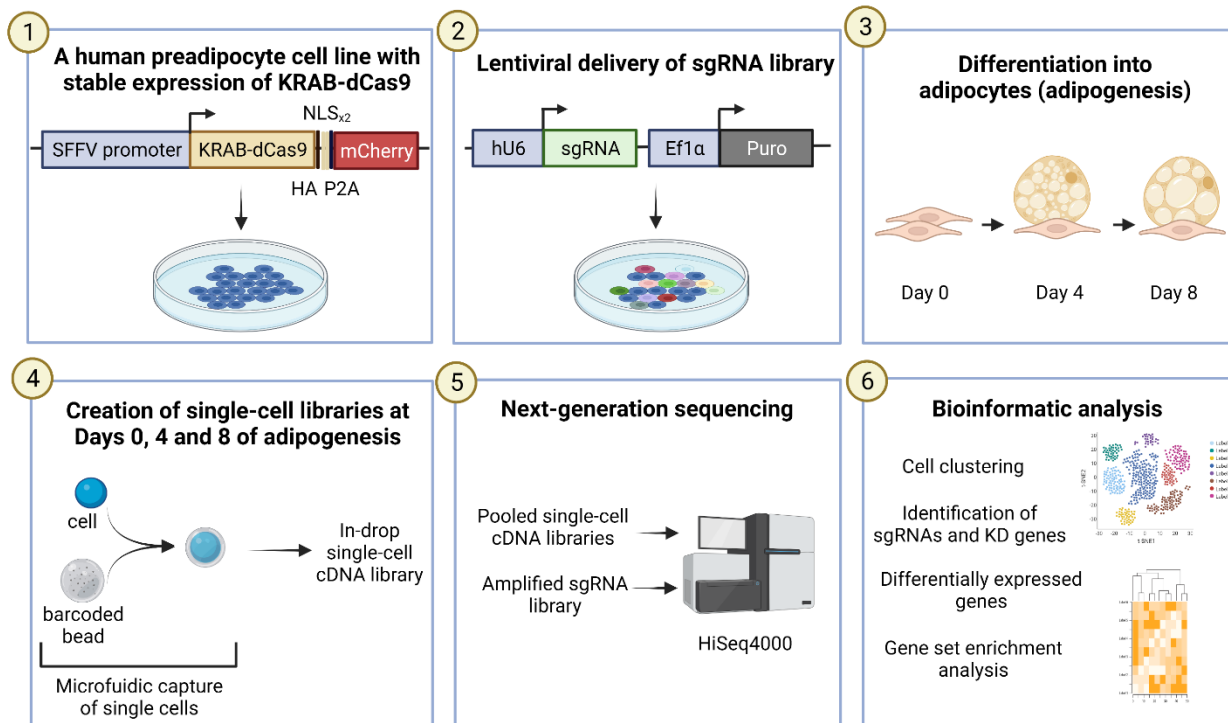 1
A human preadipocyte cell line with
stable expression of KRAB-dCas9
NLSx2
SFFV promoter
KRAB-dCas9
mCherry
HA P2A
2
Lentiviral delivery of sgRNA library
hU6
sgRNA
Ef1α
Puro
3
Differentiation into
adipocytes (adipogenesis)
Day 0
Day 4
Day 8
4
Creation of single-cell libraries at
Days 0, 4 and 8 of adipogenesis
cell
barcoded
bead
In-drop
single-cell
cDNA library
Microfuidic capture
of single cells
5
Next-generation sequencing
Pooled single-cell
cDNA libraries
Amplified sgRNA
library
HiSeq4000
6
Bioinformatic analysis
Cell clustering
Identification of
sgRNAs and KD genes
Differentially expressed
genes
Gene set enrichment
analysis
tSNE2
tSNE1